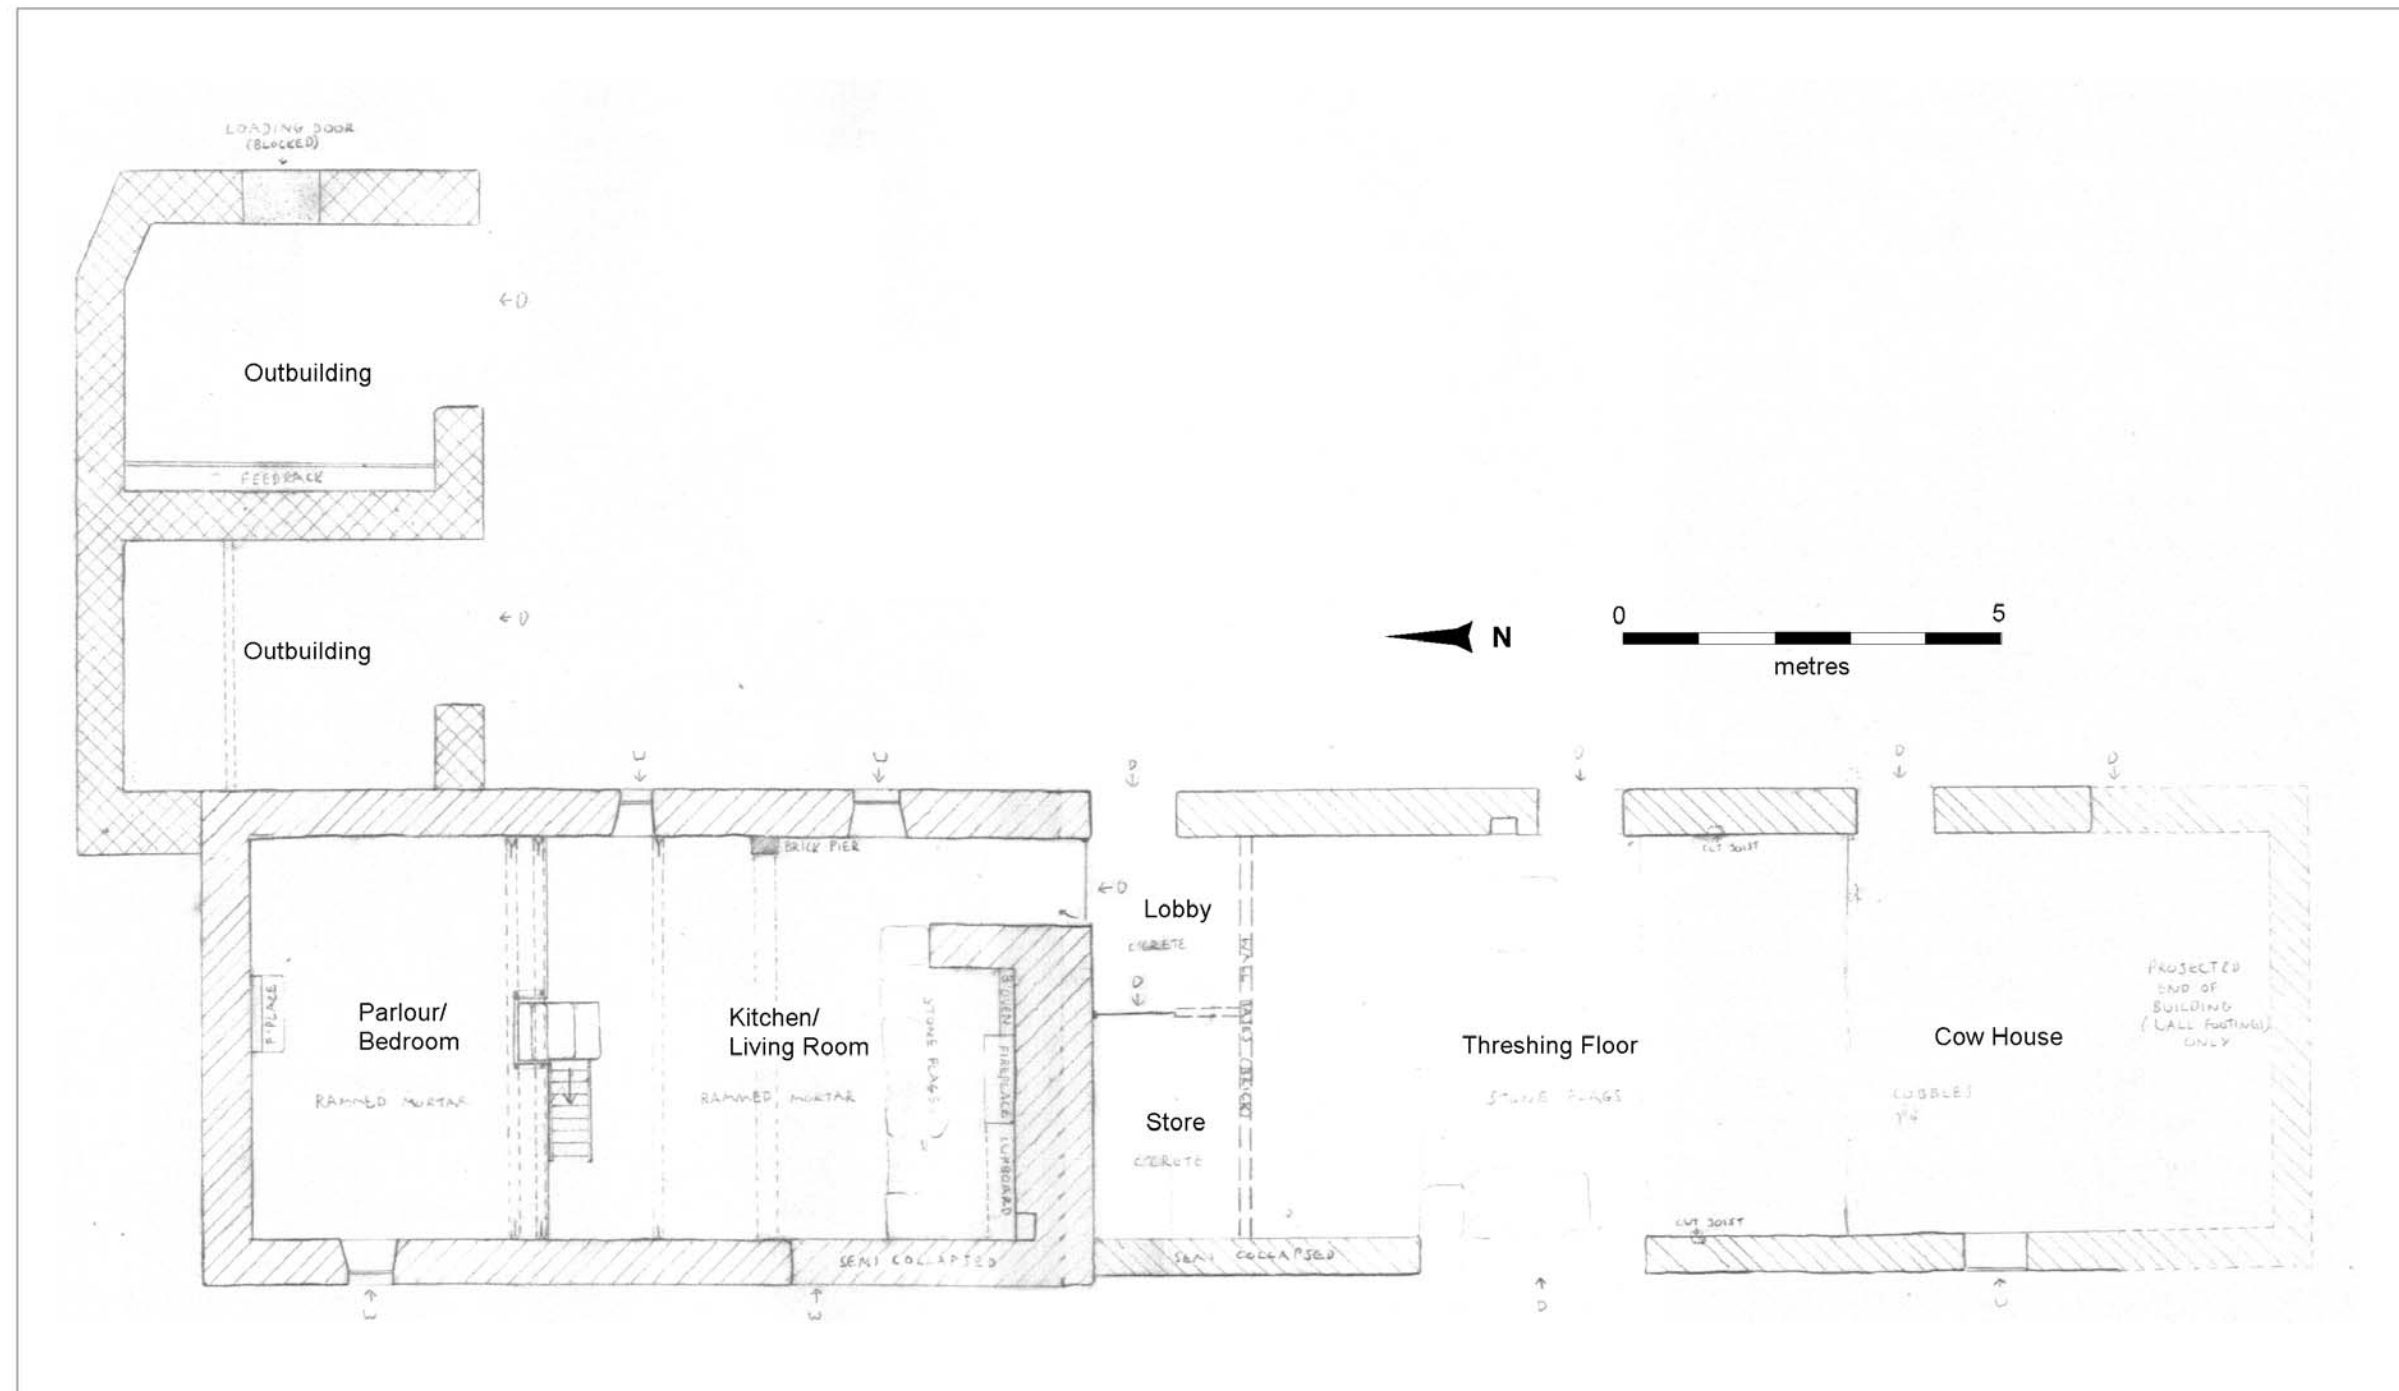 LOADING DOOR
(BLOCKED)
←D
Outbuilding
FEEDRACK
←D
Outbuilding
N
0
5
metres
W
W
D
D
D
D
BRICK PIER
CUT JOIST
←D
Lobby
D
F-PLACE
Parlour/
Bedroom
RAMMED MORTAR
Kitchen/
Living Room
RAMMED MORTAR
STONE FLAGS
FIREPLACE
CUPBOARD
Store
Threshing Floor
STONE FLAGS
Cow House
COBBLES
PROJECTED
END OF
BUILDING
(WALL FOOTINGS)
ONLY
CUT JOIST
SEMI COLLAPSED
SEMI COLLAPSED
W
W
D
W